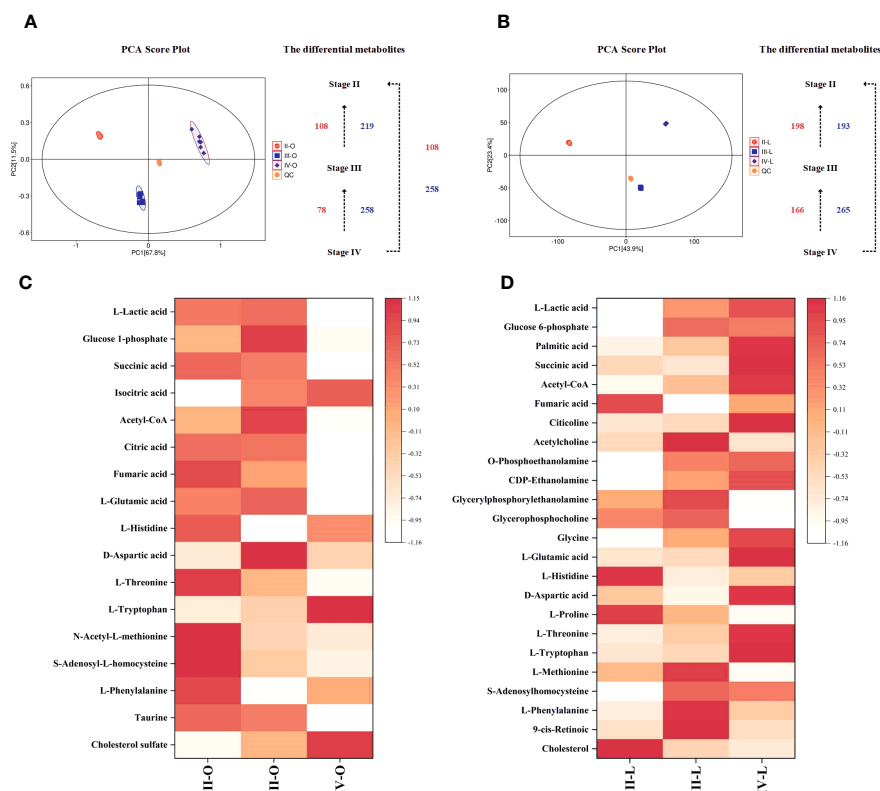 A
PCA Score Plot
The differential metabolites
0.6
0.3
0.0
-0.3
-0.6
PC2[11.5%]
-1
0
1
PC1[67.8%]
II-O
III-O
IV-O
QC
Stage II
108
219
Stage III
78
258
Stage IV
108
258
B
PCA Score Plot
The differential metabolites
100
50
0
-50
-100
PC2[23.4%]
-100
0
100
PC1[43.9%]
II-L
III-L
IV-L
QC
Stage II
198
193
Stage III
166
265
Stage IV
C
L-Lactic acid
Glucose 1-phosphate
Succinic acid
Isocitric acid
Acetyl-CoA
Citric acid
Fumaric acid
L-Glutamic acid
L-Histidine
D-Aspartic acid
L-Threonine
L-Tryptophan
N-Acetyl-L-methionine
S-Adenosyl-L-homocysteine
L-Phenylalanine
Taurine
Cholesterol sulfate
II-O
II-O
V-O
1.15
0.94
0.73
0.52
0.31
0.10
-0.11
-0.32
-0.53
-0.74
-0.95
-1.16
D
L-Lactic acid
Glucose 6-phosphate
Palmitic acid
Succinic acid
Acetyl-CoA
Fumaric acid
Citicoline
Acetylcholine
O-Phosphoethanolamine
CDP-Ethanolamine
Glycerylphosphorylethanolamine
Glycerophosphocholine
Glycine
L-Glutamic acid
L-Histidine
D-Aspartic acid
L-Proline
L-Threonine
L-Tryptophan
L-Methionine
S-Adenosylhomocysteine
L-Phenylalanine
9-cis-Retinoic
Cholesterol
II-L
II-L
IV-L
1.16
0.94
0.73
0.52
0.31
0.10
-0.11
-0.32
-0.53
-0.74
-0.95
-1.16